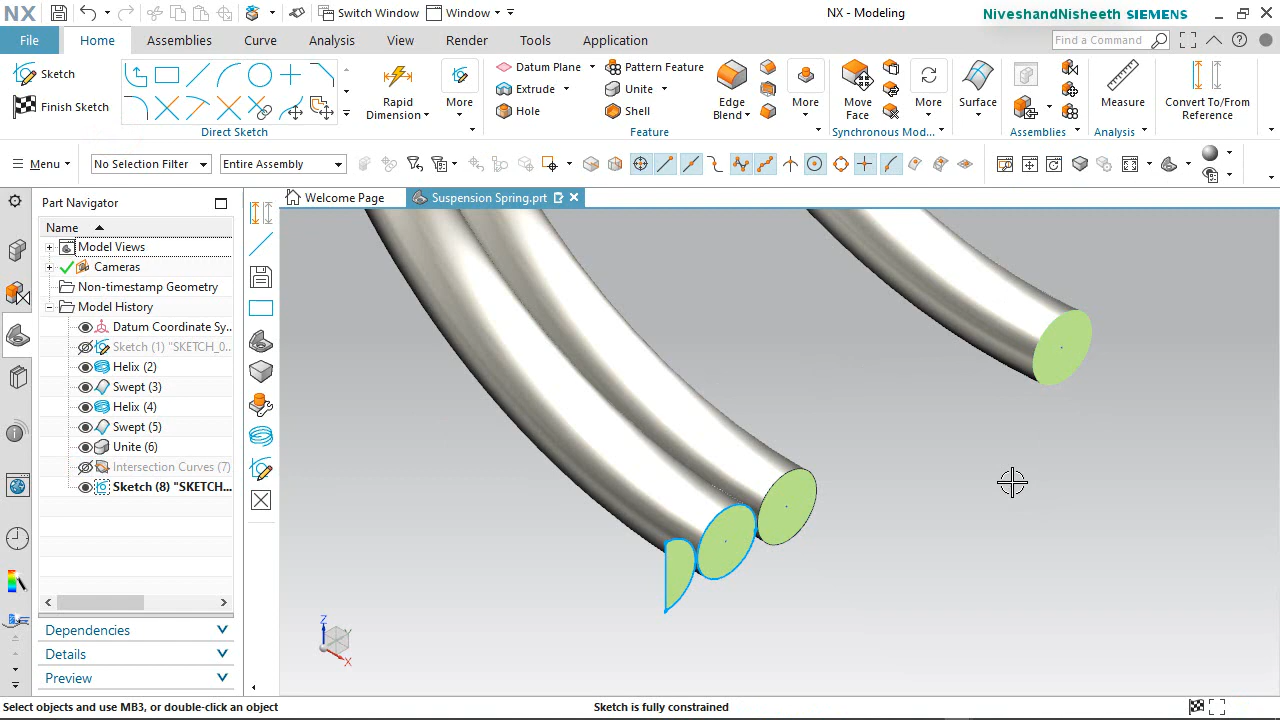 NX
Switch Window
Window
NX - Modeling
NiveshandNisheeth SIEMENS
File
Home
Assemblies
Curve
Analysis
View
Render
Tools
Application
Find a Command
Sketch
Finish Sketch
Direct Sketch
Rapid Dimension
More
Datum Plane
Extrude
Hole
Pattern Feature
Unite
Shell
Edge Blend
More
Feature
Move Face
More
Synchronous Mod...
Surface
Assemblies
Measure
Analysis
Convert To/From Reference
Menu
No Selection Filter
Entire Assembly
Part Navigator
Welcome Page
Suspension Spring.prt
Name
Model Views
Cameras
Non-timestamp Geometry
Model History
Datum Coordinate Sy...
Sketch (1) "SKETCH_0...
Helix (2)
Swept (3)
Helix (4)
Swept (5)
Unite (6)
Intersection Curves (7)
Sketch (8) "SKETCH...
Dependencies
Details
Preview
Z
Y
X
Select objects and use MB3, or double-click an object
Sketch is fully constrained